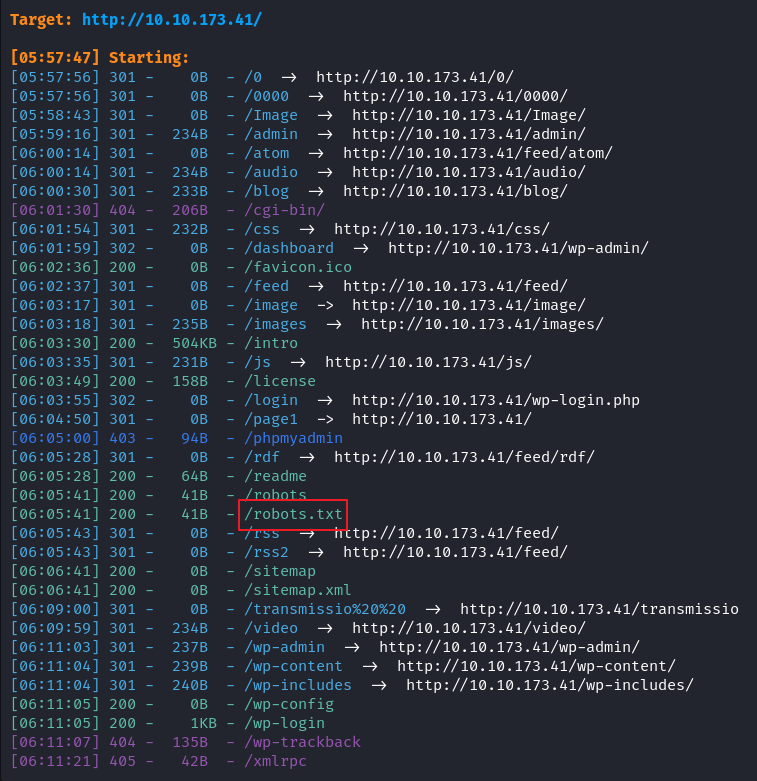 Target: http://10.10.173.41/
[05:57:47] Starting:
[05:57:56] 301 -    0B  - /0  ->  http://10.10.173.41/0/
[05:57:56] 301 -    0B  - /0000  ->  http://10.10.173.41/0000/
[05:58:43] 301 -    0B  - /Image  ->  http://10.10.173.41/Image/
[05:59:16] 301 -  234B  - /admin  ->  http://10.10.173.41/admin/
[06:00:14] 301 -    0B  - /atom  ->  http://10.10.173.41/feed/atom/
[06:00:14] 301 -  234B  - /audio  ->  http://10.10.173.41/audio/
[06:00:30] 301 -  233B  - /blog  ->  http://10.10.173.41/blog/
[06:01:30] 404 -  206B  - /cgi-bin/
[06:01:54] 301 -  232B  - /css  ->  http://10.10.173.41/css/
[06:01:59] 302 -    0B  - /dashboard  ->  http://10.10.173.41/wp-admin/
[06:02:36] 200 -    0B  - /favicon.ico
[06:02:37] 301 -    0B  - /feed  ->  http://10.10.173.41/feed/
[06:03:17] 301 -    0B  - /image  ->  http://10.10.173.41/image/
[06:03:18] 301 -  235B  - /images  ->  http://10.10.173.41/images/
[06:03:30] 200 -  504KB - /intro
[06:03:35] 301 -  231B  - /js  ->  http://10.10.173.41/js/
[06:03:49] 200 -  158B  - /license
[06:03:55] 302 -    0B  - /login  ->  http://10.10.173.41/wp-login.php
[06:04:50] 301 -    0B  - /page1  ->  http://10.10.173.41/
[06:05:00] 403 -   94B  - /phpmyadmin
[06:05:28] 301 -    0B  - /rdf  ->  http://10.10.173.41/feed/rdf/
[06:05:28] 200 -   64B  - /readme
[06:05:41] 200 -   41B  - /robots
[06:05:41] 200 -   41B  - /robots.txt
[06:05:43] 301 -    0B  - /rss  ->  http://10.10.173.41/feed/
[06:05:43] 301 -    0B  - /rss2  ->  http://10.10.173.41/feed/
[06:06:41] 200 -    0B  - /sitemap
[06:06:41] 200 -    0B  - /sitemap.xml
[06:09:00] 301 -    0B  - /transmissio%20%20  ->  http://10.10.173.41/transmissio
[06:09:59] 301 -  234B  - /video  ->  http://10.10.173.41/video/
[06:11:03] 301 -  237B  - /wp-admin  ->  http://10.10.173.41/wp-admin/
[06:11:04] 301 -  239B  - /wp-content  ->  http://10.10.173.41/wp-content/
[06:11:04] 301 -  240B  - /wp-includes  ->  http://10.10.173.41/wp-includes/
[06:11:05] 200 -    0B  - /wp-config
[06:11:05] 200 -    1KB - /wp-login
[06:11:07] 404 -  135B  - /wp-trackback
[06:11:21] 405 -   42B  - /xmlrpc